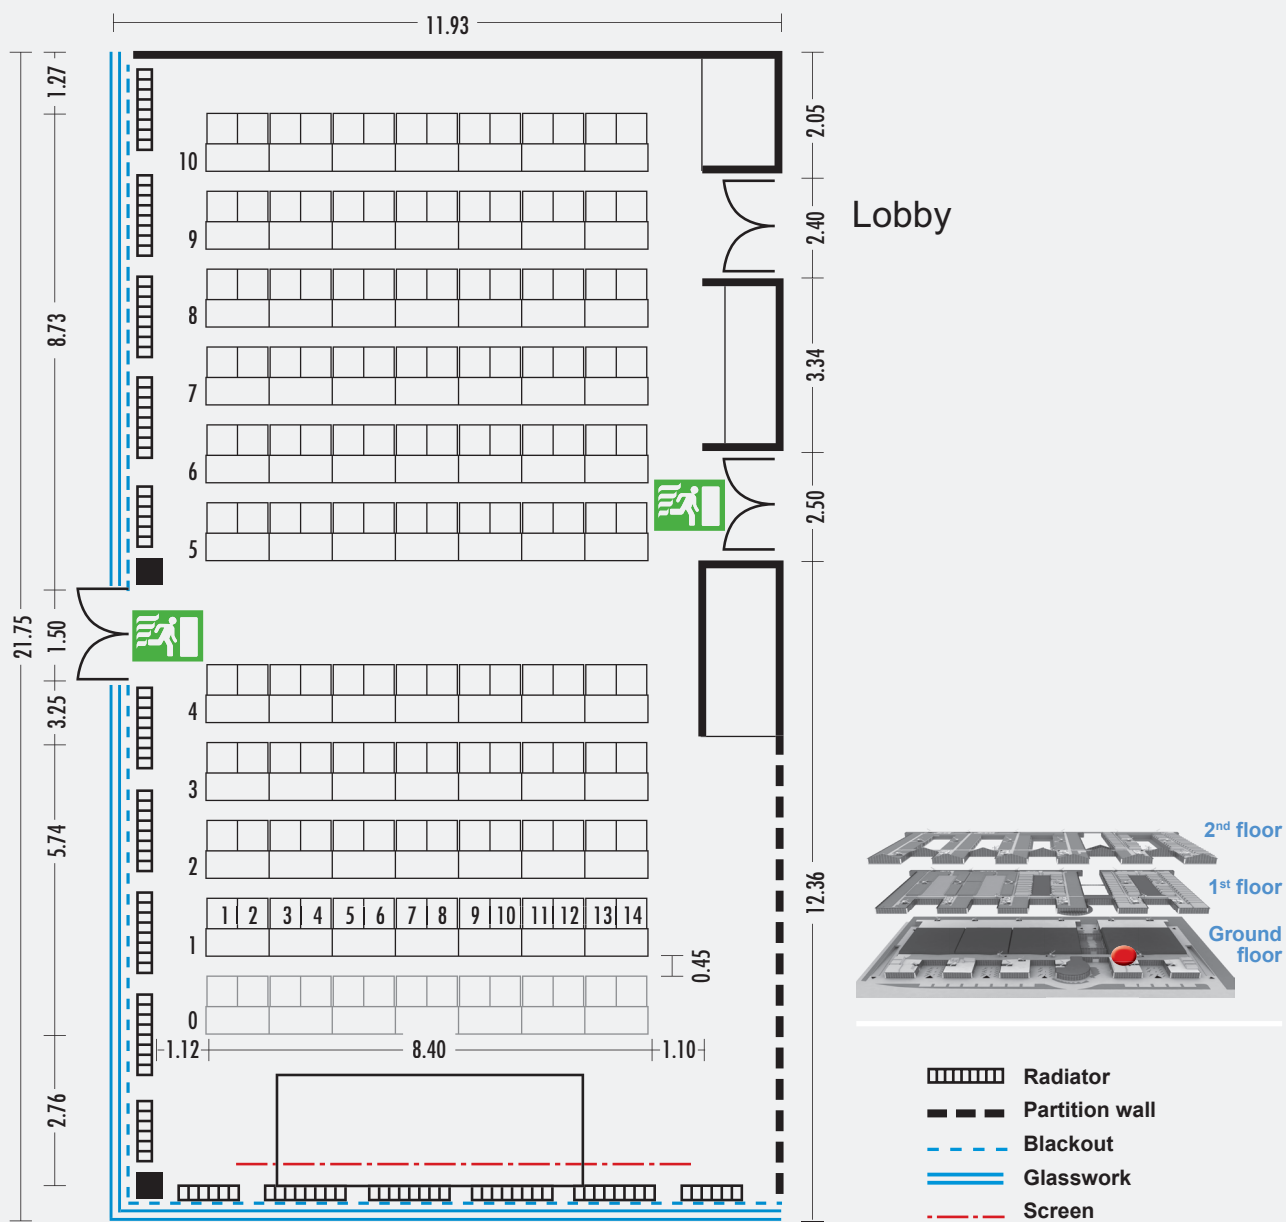 11.93
1.27
2.05
10
9
2.40
Lobby
8
8.73
7
3.34
6
2.50
5
21.75
1.50
4
3.25
3
5.74
2
12.36
1 2 3 4 5 6 7 8 9 10 11 12 13 14
1
0.45
0
1.12
8.40
1.10
2.76
2nd floor
1st floor
Ground
floor
Radiator
Partition wall
Blackout
Glasswork
Screen